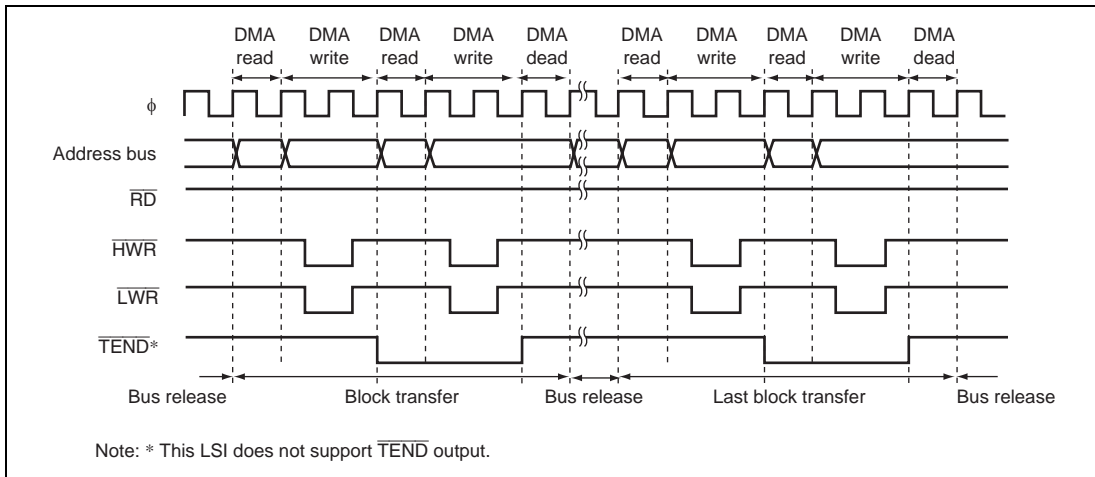 DMA read DMA write DMA read DMA write DMA dead DMA read DMA write DMA read DMA write DMA dead
ϕ
Address bus
RD
HWR
LWR
TEND*
Bus release Block transfer Bus release Last block transfer Bus release
Note: * This LSI does not support TEND output.